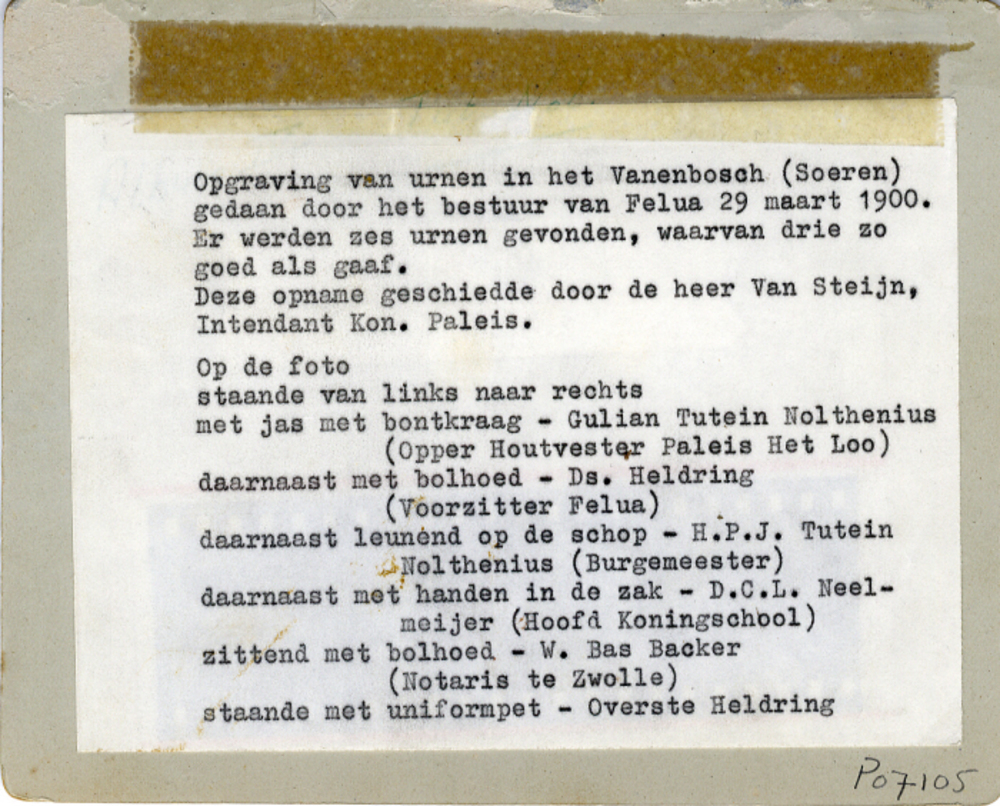 Opgraving van urnen in het Vanenbosch (Soeren)
gedaan door het bestuur van Felua 29 maart 1900.
Er werden zes urnen gevonden, waarvan drie zo
goed als gaaf.
Deze opname geschiedde door de heer Van Steijn,
Intendant Kon. Paleis.
Op de foto
staande van links naar rechts
met jas met bontkraag - Gulian Tutein Nolthenius
(Opper Houtvester Paleis Het Loo)
daarnaast met bolhoed - Ds. Heldring
(Voorzitter Felua)
daarnaast leunend op de schop - H.P.J. Tutein
Nolthenius (Burgemeester)
daarnaast met handen in de zak - D.C.L. Neel-
meijer (Hoofd Koningschool)
zittend met bolhoed - W. Bas Backer
(Notaris te Zwolle)
staande met uniformpet - Overste Heldring
P07105